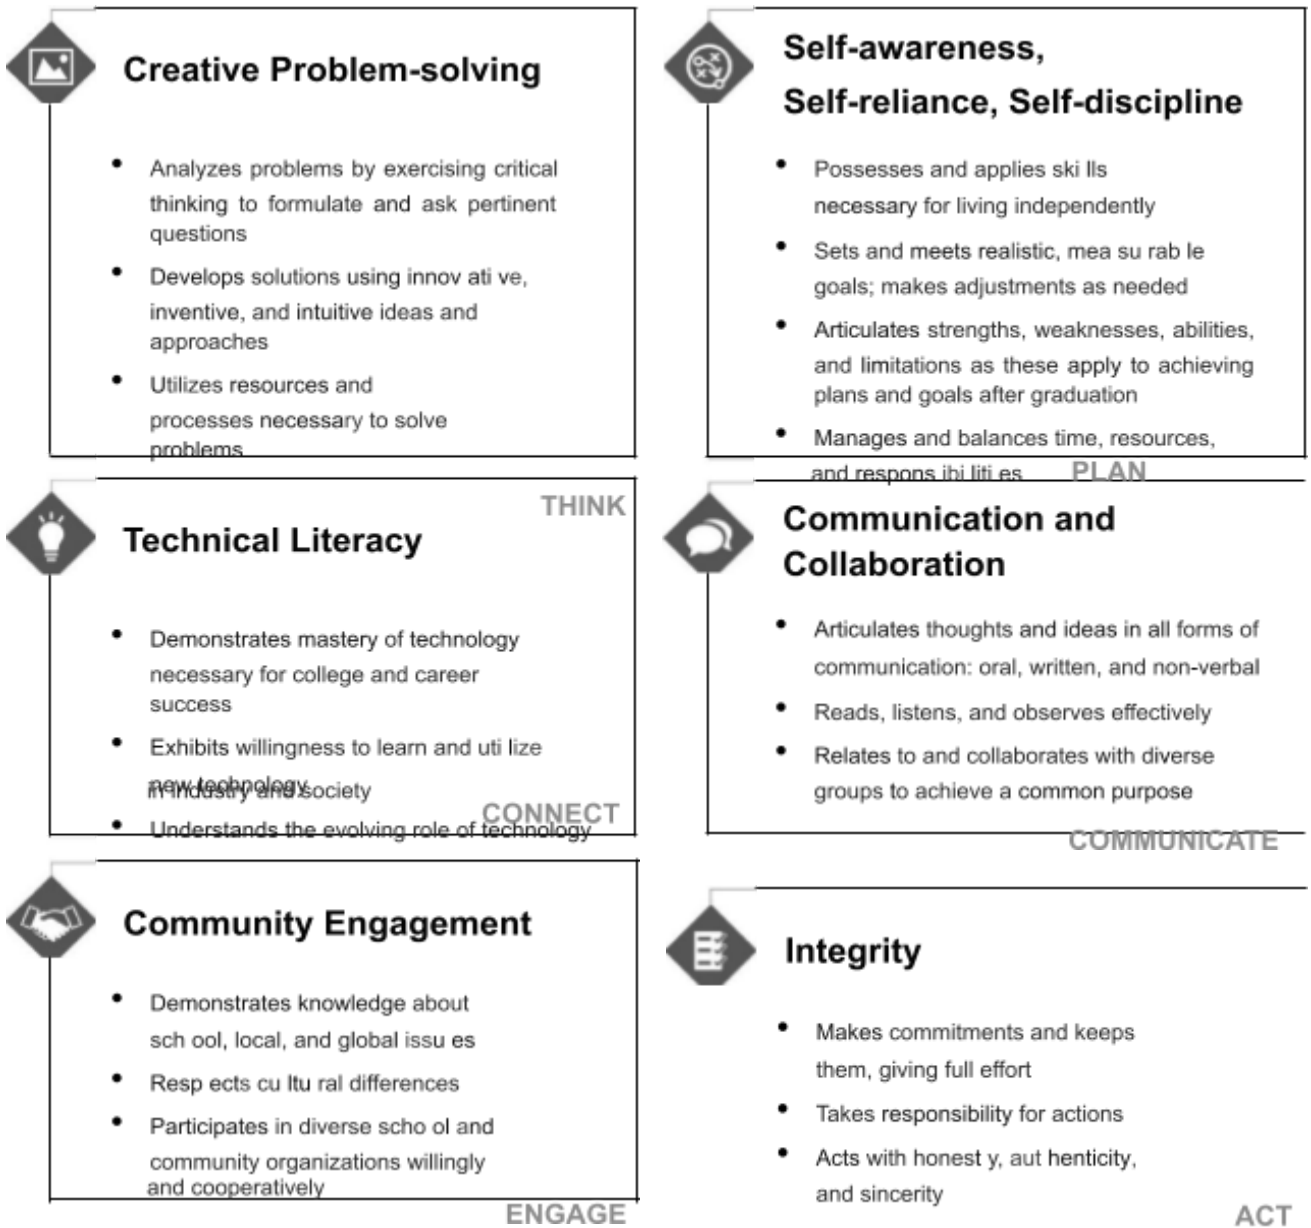 Creative Problem-solving
Analyzes problems by exercising critical
thinking to formulate and ask pertinent
questions
Develops solutions using innov ati ve,
inventive, and intuitive ideas and
approaches
Utilizes resources and
processes necessary to solve
problems
THINK
Self-awareness,
Self-reliance, Self-discipline
Possesses and applies ski lls
necessary for living independently
Sets and meets realistic, mea su rab le
goals; makes adjustments as needed
Articulates strengths, weaknesses, abilities,
and limitations as these apply to achieving
plans and goals after graduation
Manages and balances time, resources,
and respons ibi liti es
PLAN
Technical Literacy
Demonstrates mastery of technology
necessary for college and career
success
Exhibits willingness to learn and uti lize
new technology
in industry and society
Understands the evolving role of technology
CONNECT
Communication and
Collaboration
Articulates thoughts and ideas in all forms of
communication: oral, written, and non-verbal
Reads, listens, and observes effectively
Relates to and collaborates with diverse
groups to achieve a common purpose
COMMUNICATE
Community Engagement
Demonstrates knowledge about
sch ool, local, and global issu es
Resp ects cu ltu ral differences
Participates in diverse scho ol and
community organizations willingly
and cooperatively
ENGAGE
Integrity
Makes commitments and keeps
them, giving full effort
Takes responsibility for actions
Acts with honest y, aut henticity,
and sincerity
ACT